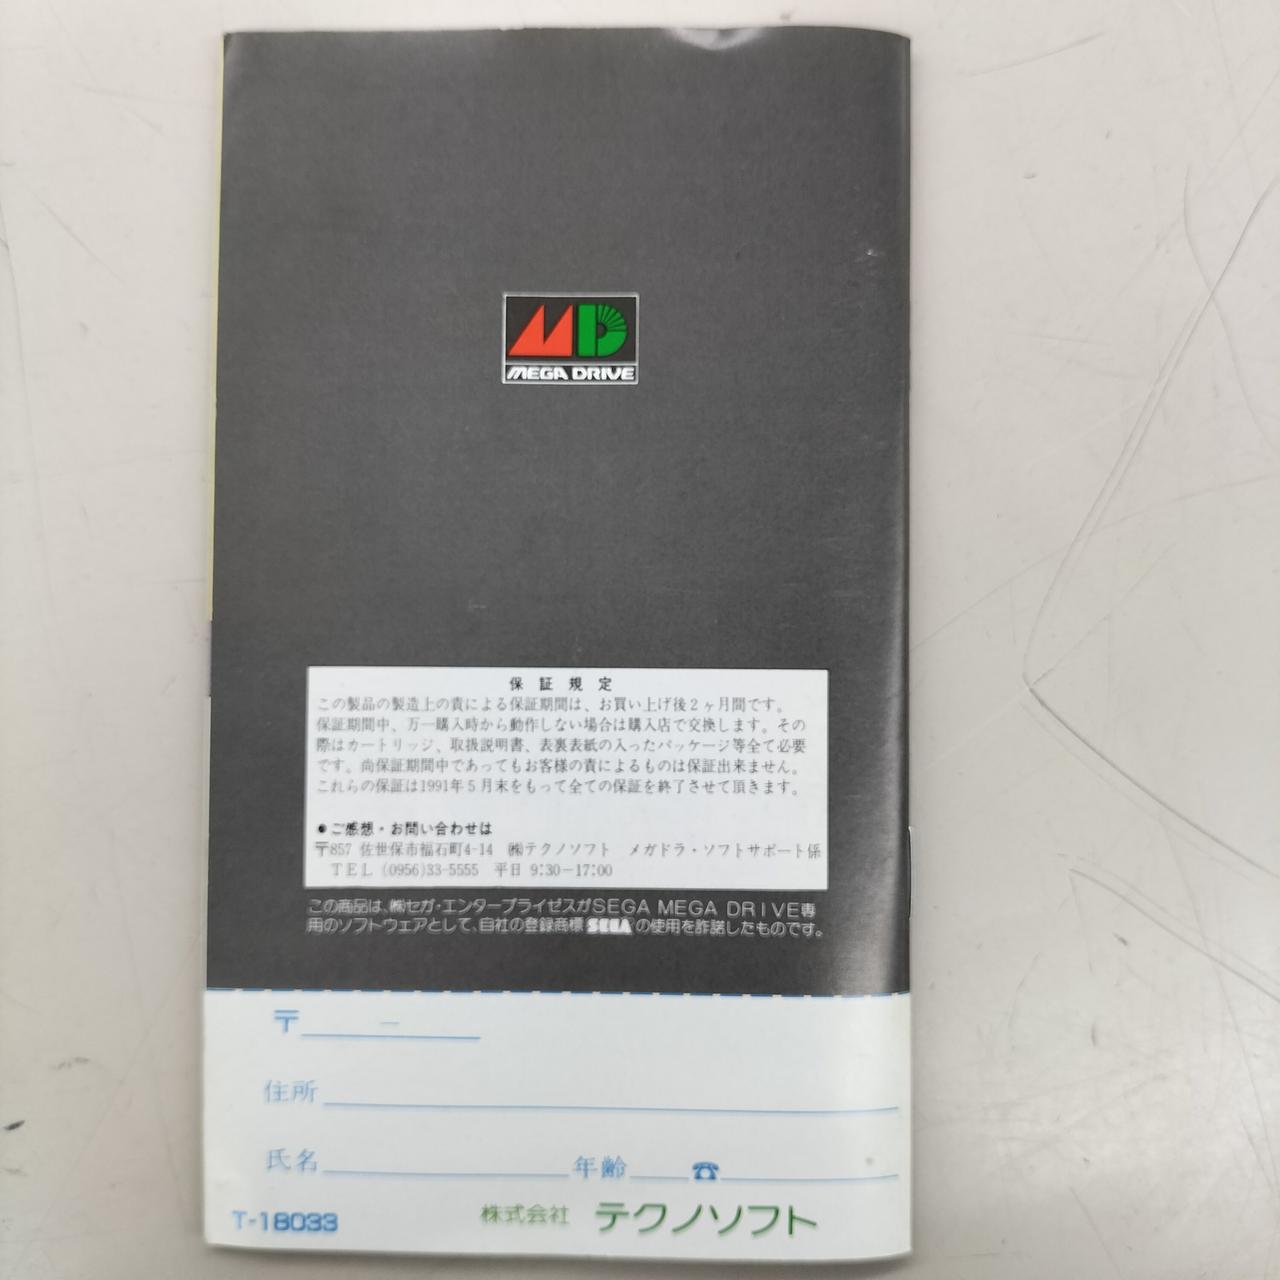 MD
MEGA DRIVE
保証規定
この製品の製造上の責による保証期間は、お買い上げ後2ヶ月間です。
保証期間中、万一購入時から動作しない場合は購入店で交換します。その
際はカートリッジ、取扱説明書、表裏表紙の入ったパッケージ等全て必要
です。尚保証期間中であってもお客様の責によるものは保証出来ません。
これらの保証は1991年5月末をもって全ての保証を終了させて頂きます。
●ご感想・お問い合わせは
〒857 佐世保市福石町4-14 ㈱テクノソフト メガドラ・ソフトサポート係
TEL (0956)33-5555 平日 9:30－17:00
この商品は、㈱セガ・エンタープライゼスがSEGA MEGA DRIVE専
用のソフトウェアとして、自社の登録商標SEGA®の使用を許諾したものです。
〒 －
住所
氏名 年齢 ☎
T-18033 株式会社 テクノソフト